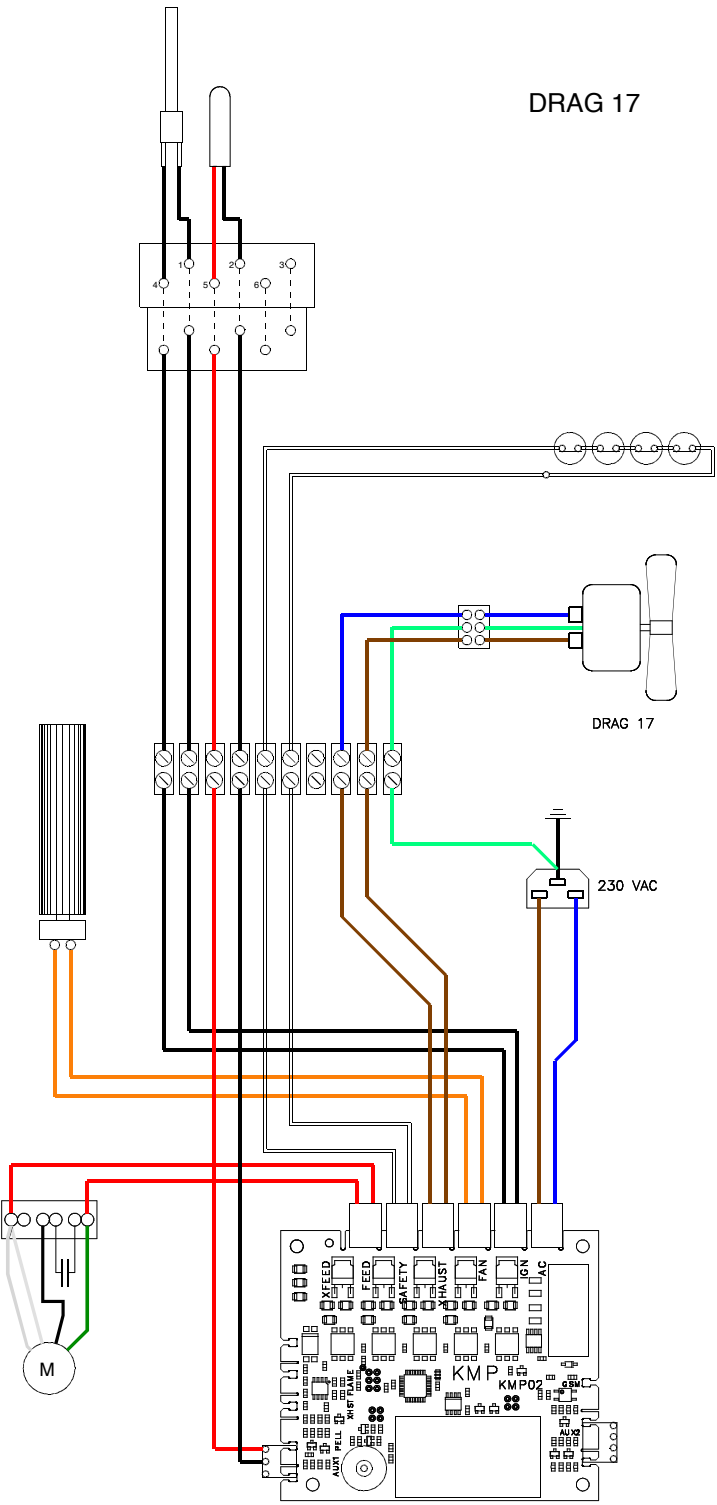 DRAG 17
1
2
3
4
5
6
DRAG 17
230 VAC
M
XFEED
FEED
SAFETY
XHAUST
FAN
IGN
AC
KMP
KMP02
GSM
XHST FLAME
AUX1 PELL
AUX2